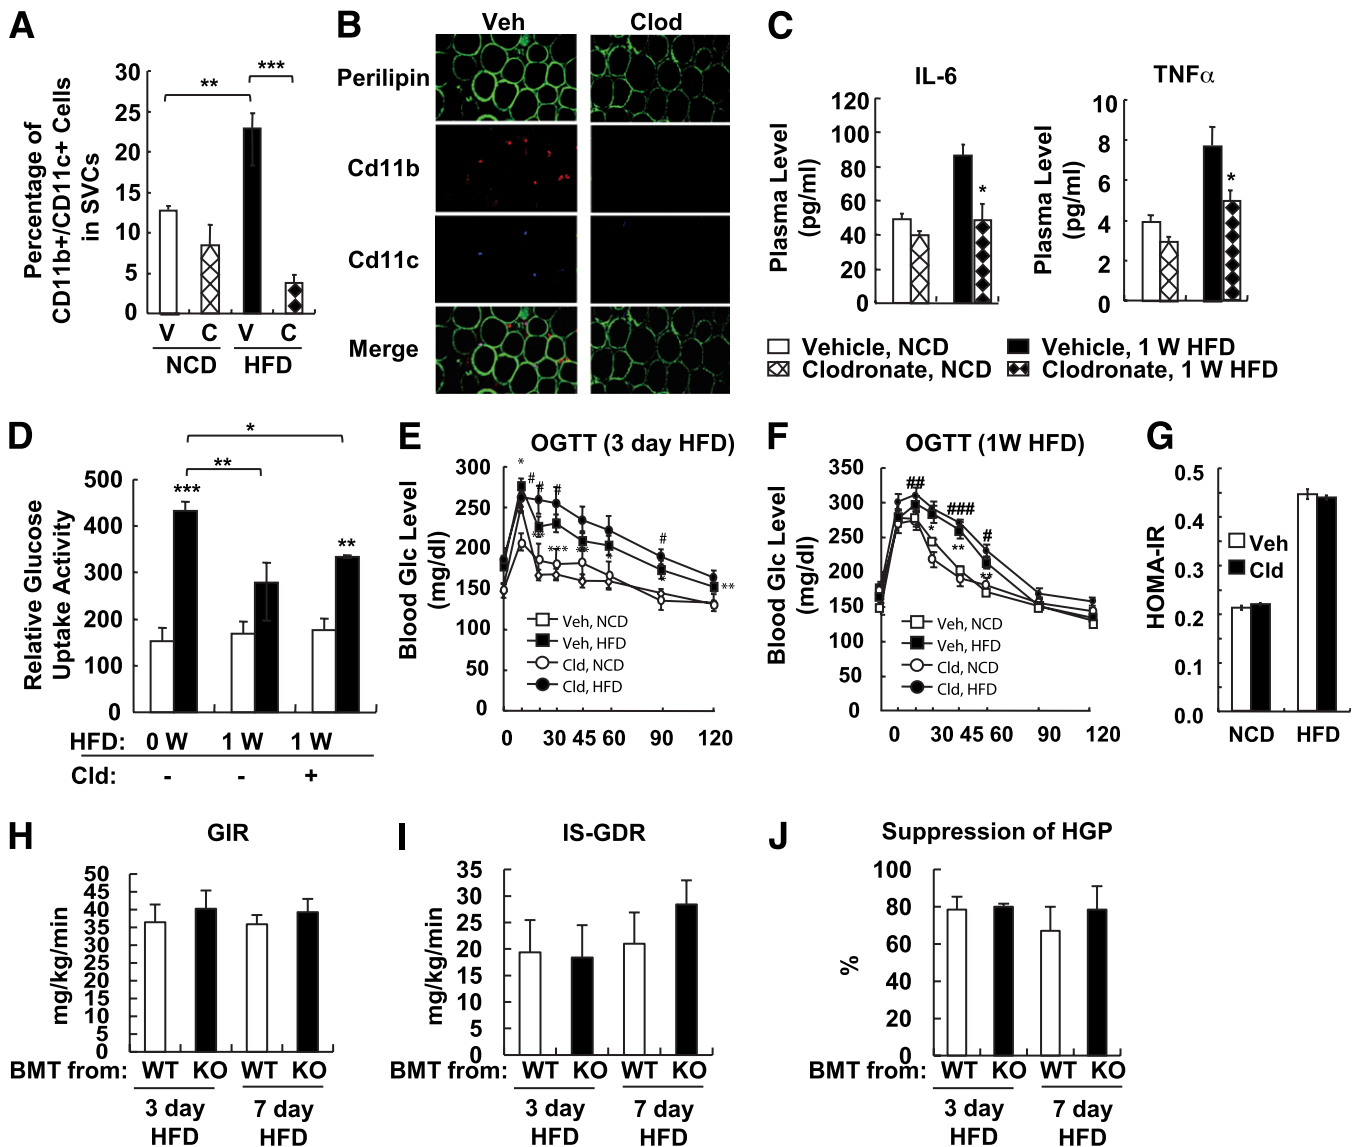 A
Percentage of
CD11b+/CD11c+ Cells
in SVCs
30
25
20
15
10
5
0
**
***
V C V C
NCD HFD
B
Veh Clod
Perilipin
Cd11b
Cd11c
Merge
C
IL-6
Plasma Level
(pg/ml)
120
100
80
60
40
20
0
*
TNFα
Plasma Level
(pg/ml)
10
8
6
4
2
0
*
Vehicle, NCD
Vehicle, 1 W HFD
Clodronate, NCD
Clodronate, 1 W HFD
D
Relative Glucose
Uptake Activity
500
400
300
200
100
0
*
**
***
**
HFD: 0 W 1 W 1 W
Cld: - - +
E
OGTT (3 day HFD)
Blood Glc Level
(mg/dl)
300
250
200
150
100
50
0
* # # #
** *** ** *
# *
**
Veh, NCD
Veh, HFD
Cld, NCD
Cld, HFD
0 30 45 60 90 120
F
OGTT (1W HFD)
Blood Glc Level
(mg/dl)
350
300
250
200
150
100
50
0
## ### #
* ** **
Veh, NCD
Veh, HFD
Cld, NCD
Cld, HFD
0 30 45 60 90 120
G
HOMA-IR
0.5
0.4
0.3
0.2
0.1
0.0
Veh
Cld
NCD HFD
H
GIR
mg/kg/min
50
45
40
35
30
25
20
15
10
5
0
BMT from: WT KO WT KO
3 day 7 day
HFD HFD
I
IS-GDR
mg/kg/min
35
30
25
20
15
10
5
0
BMT from: WT KO WT KO
3 day 7 day
HFD HFD
J
Suppression of HGP
%
100
80
60
40
20
0
WT KO WT KO
3 day 7 day
HFD HFD